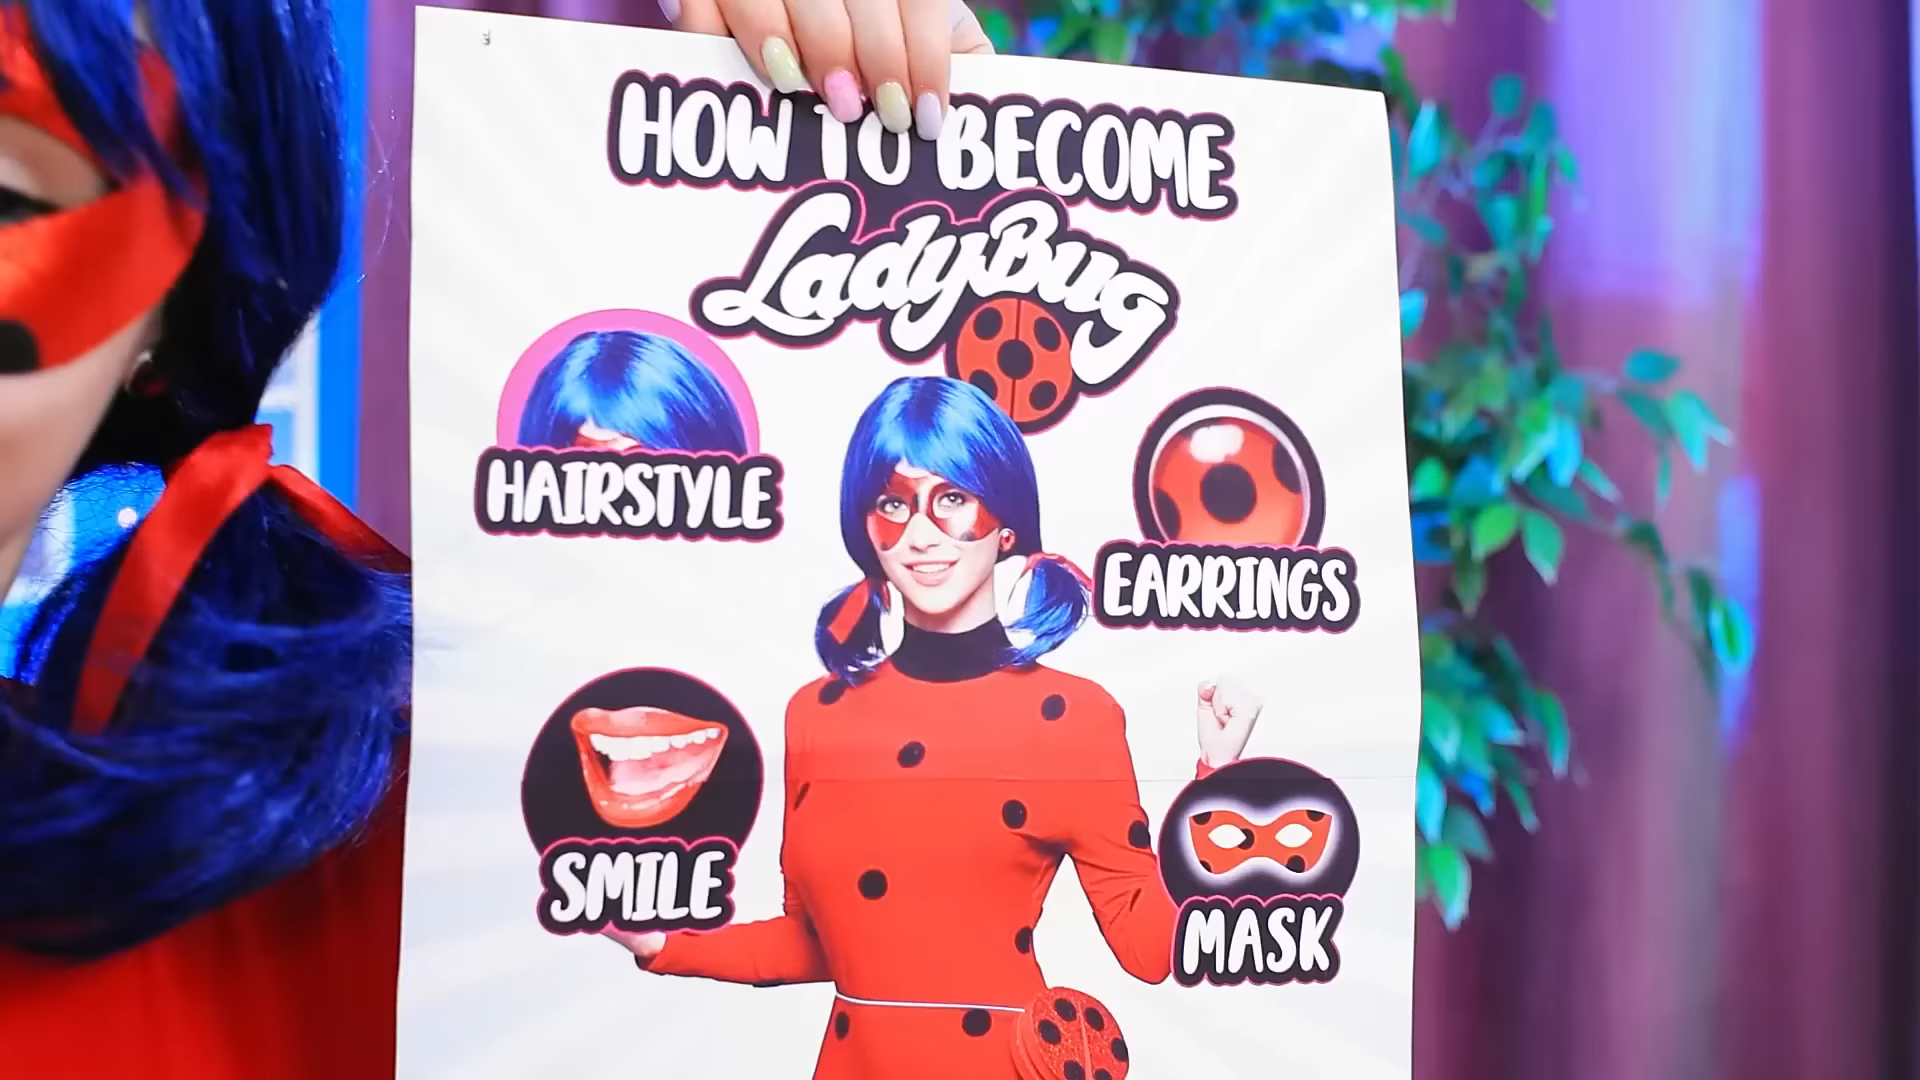 HOW TO BECOME
LadyBug
HAIRSTYLE
EARRINGS
SMILE
MASK